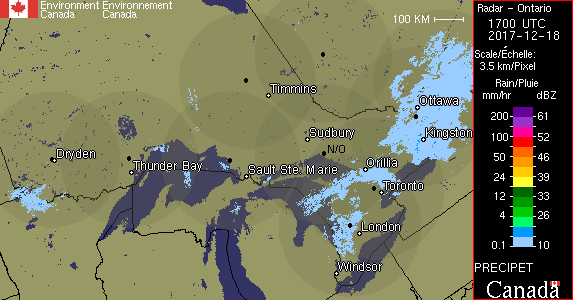 Environment Environnement
Canada Canada
100 KM
Timmins
Ottawa
Sudbury
Kingston
N/O
Dryden
Thunder Bay
Sault Ste. Marie
Orillia
Toronto
London
Windsor
Radar - Ontario
1700 UTC
2017-12-18
Scale/Échelle:
3.5 km/Pixel
Rain/Pluie
mm/hr dBZ
200 61
100 52
50 46
24 39
12 33
4 26
0.1 10
PRECIPET
Canada